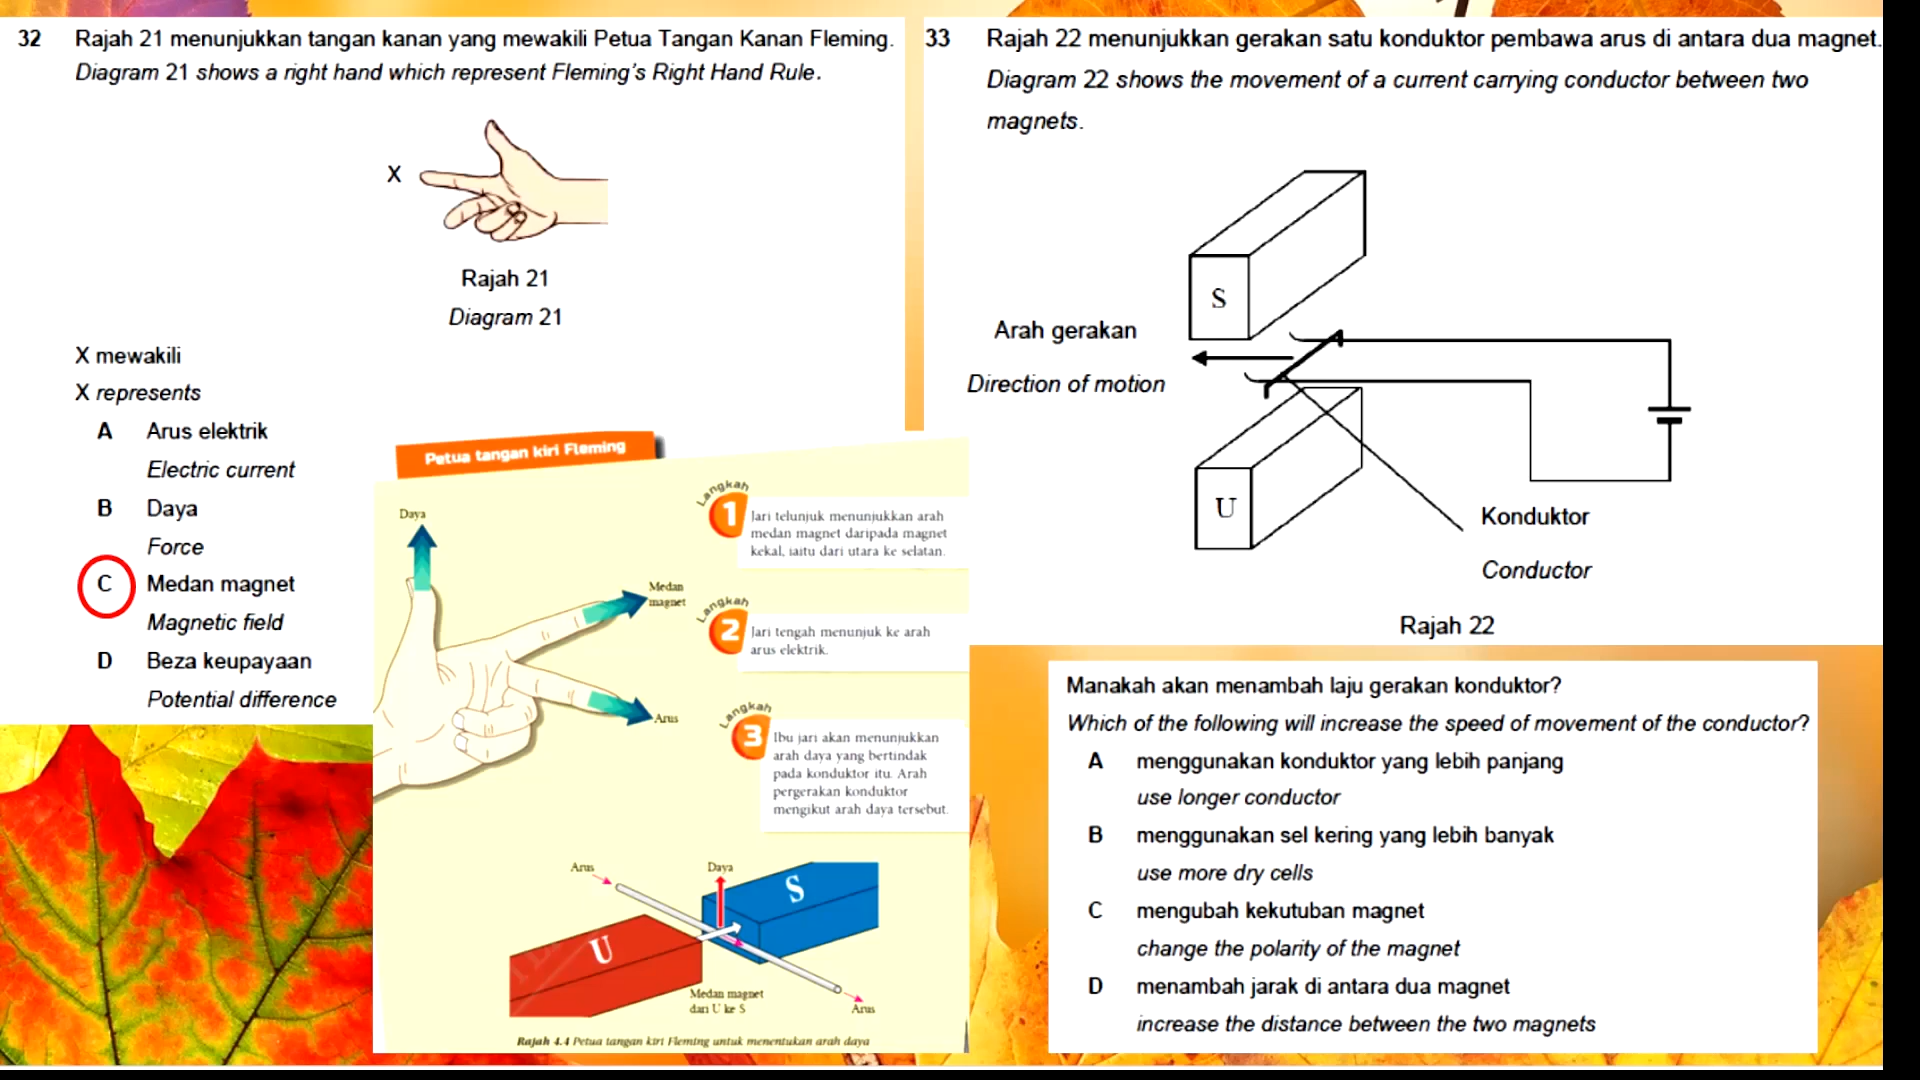 32 Rajah 21 menunjukkan tangan kanan yang mewakili Petua Tangan Kanan Fleming.
Diagram 21 shows a right hand which represent Fleming's Right Hand Rule.
X
Rajah 21
Diagram 21
X mewakili
X represents
A Arus elektrik
Electric current
B Daya
Force
C Medan magnet
Magnetic field
D Beza keupayaan
Potential difference
Petua tangan kiri Fleming
Daya
Medan
magnet
Arus
Langkah
1
Jari telunjuk menunjukkan arah
medan magnet daripada magnet
kekal, iaitu dari utara ke selatan.
Langkah
2
Jari tengah menunjuk ke arah
arus elektrik.
Langkah
3
Ibu jari akan menunjukkan
arah daya yang bertindak
pada konduktor itu. Arah
pergerakan konduktor
mengikut arah daya tersebut.
Arus
Daya
S
U
Medan magnet
dari U ke S
Arus
Rajah 4.4 Petua tangan kiri Fleming untuk menentukan arah daya
33 Rajah 22 menunjukkan gerakan satu konduktor pembawa arus di antara dua magnet.
Diagram 22 shows the movement of a current carrying conductor between two
magnets.
S
Arah gerakan
Direction of motion
U
Konduktor
Conductor
Rajah 22
Manakah akan menambah laju gerakan konduktor?
Which of the following will increase the speed of movement of the conductor?
A menggunakan konduktor yang lebih panjang
use longer conductor
B menggunakan sel kering yang lebih banyak
use more dry cells
C mengubah kekutuban magnet
change the polarity of the magnet
D menambah jarak di antara dua magnet
increase the distance between the two magnets